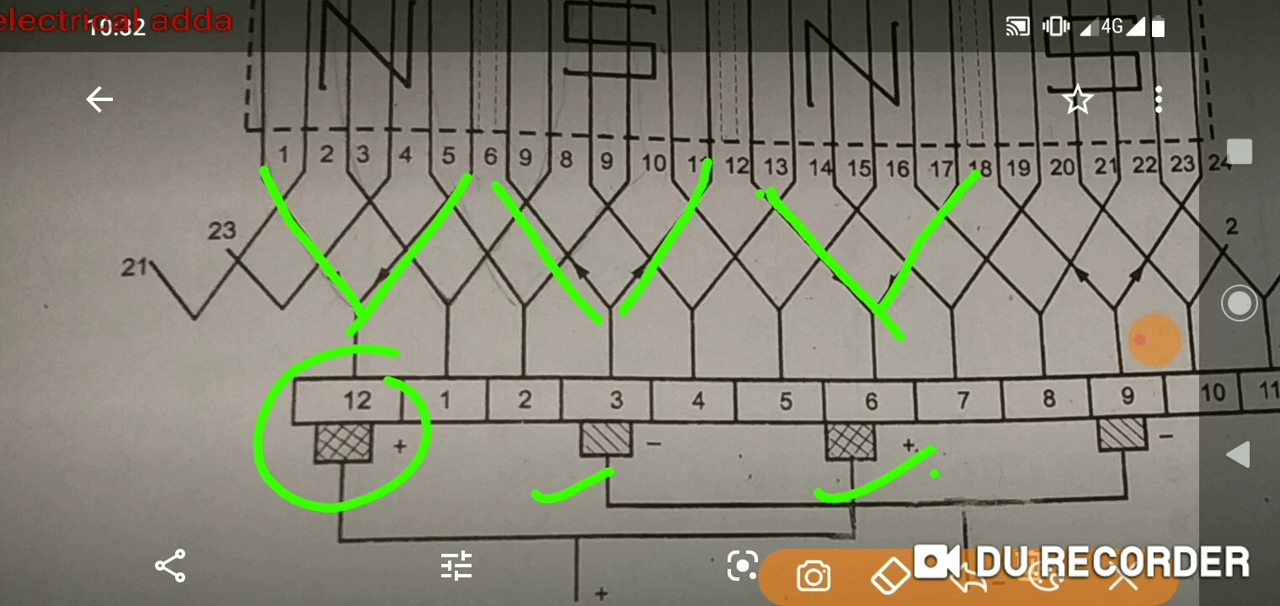 electrical adda
10:32
4G
N S N S
1 2 3 4 5 6 9 8 9 10 11 12 13 14 15 16 17 18 19 20 21 22 23 24
23
2
21
12 1 2 3 4 5 6 7 8 9 10 11
+ − + −
+
DU RECORDER